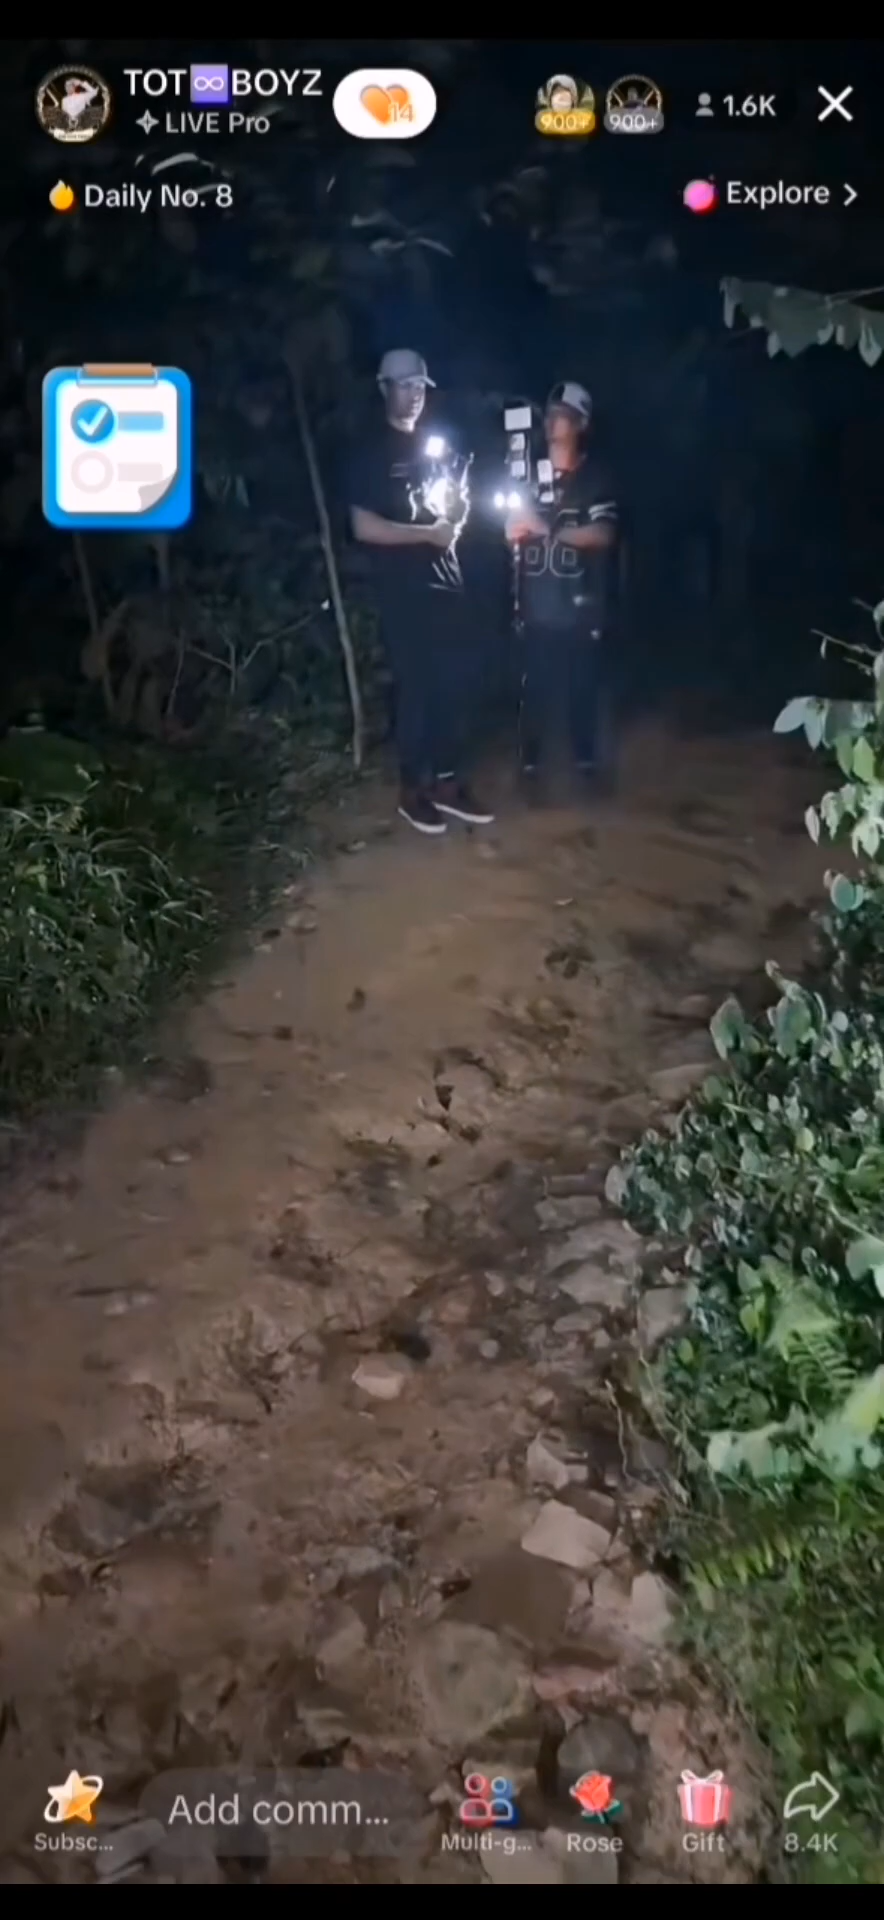 TOT♾️BOYZ
LIVE Pro
14
900+
900+
1.6K
Daily No. 8
Explore >
Add comm...
Subsc...
Multi-g...
Rose
Gift
8.4K